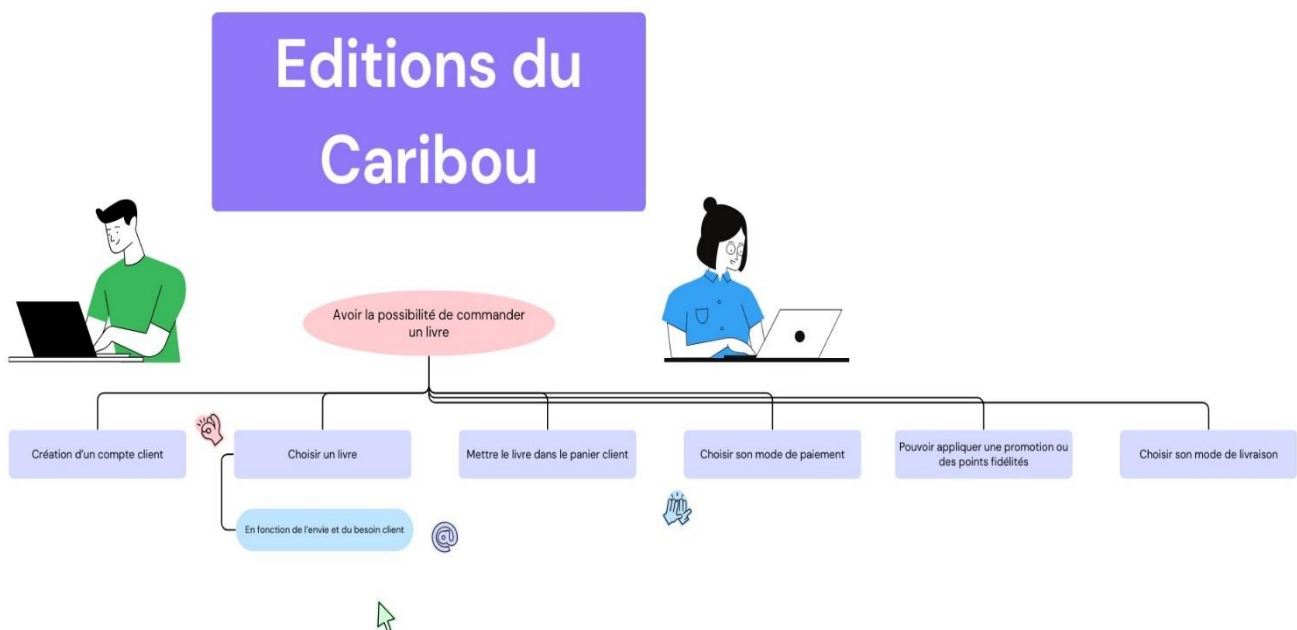 Editions du
Caribou
Avoir la possibilité de commander
un livre
Création d'un compte client
Choisir un livre
Mettre le livre dans le panier client
Choisir son mode de paiement
Pouvoir appliquer une promotion ou
des points fidélités
Choisir son mode de livraison
En fonction de l'envie et du besoin client